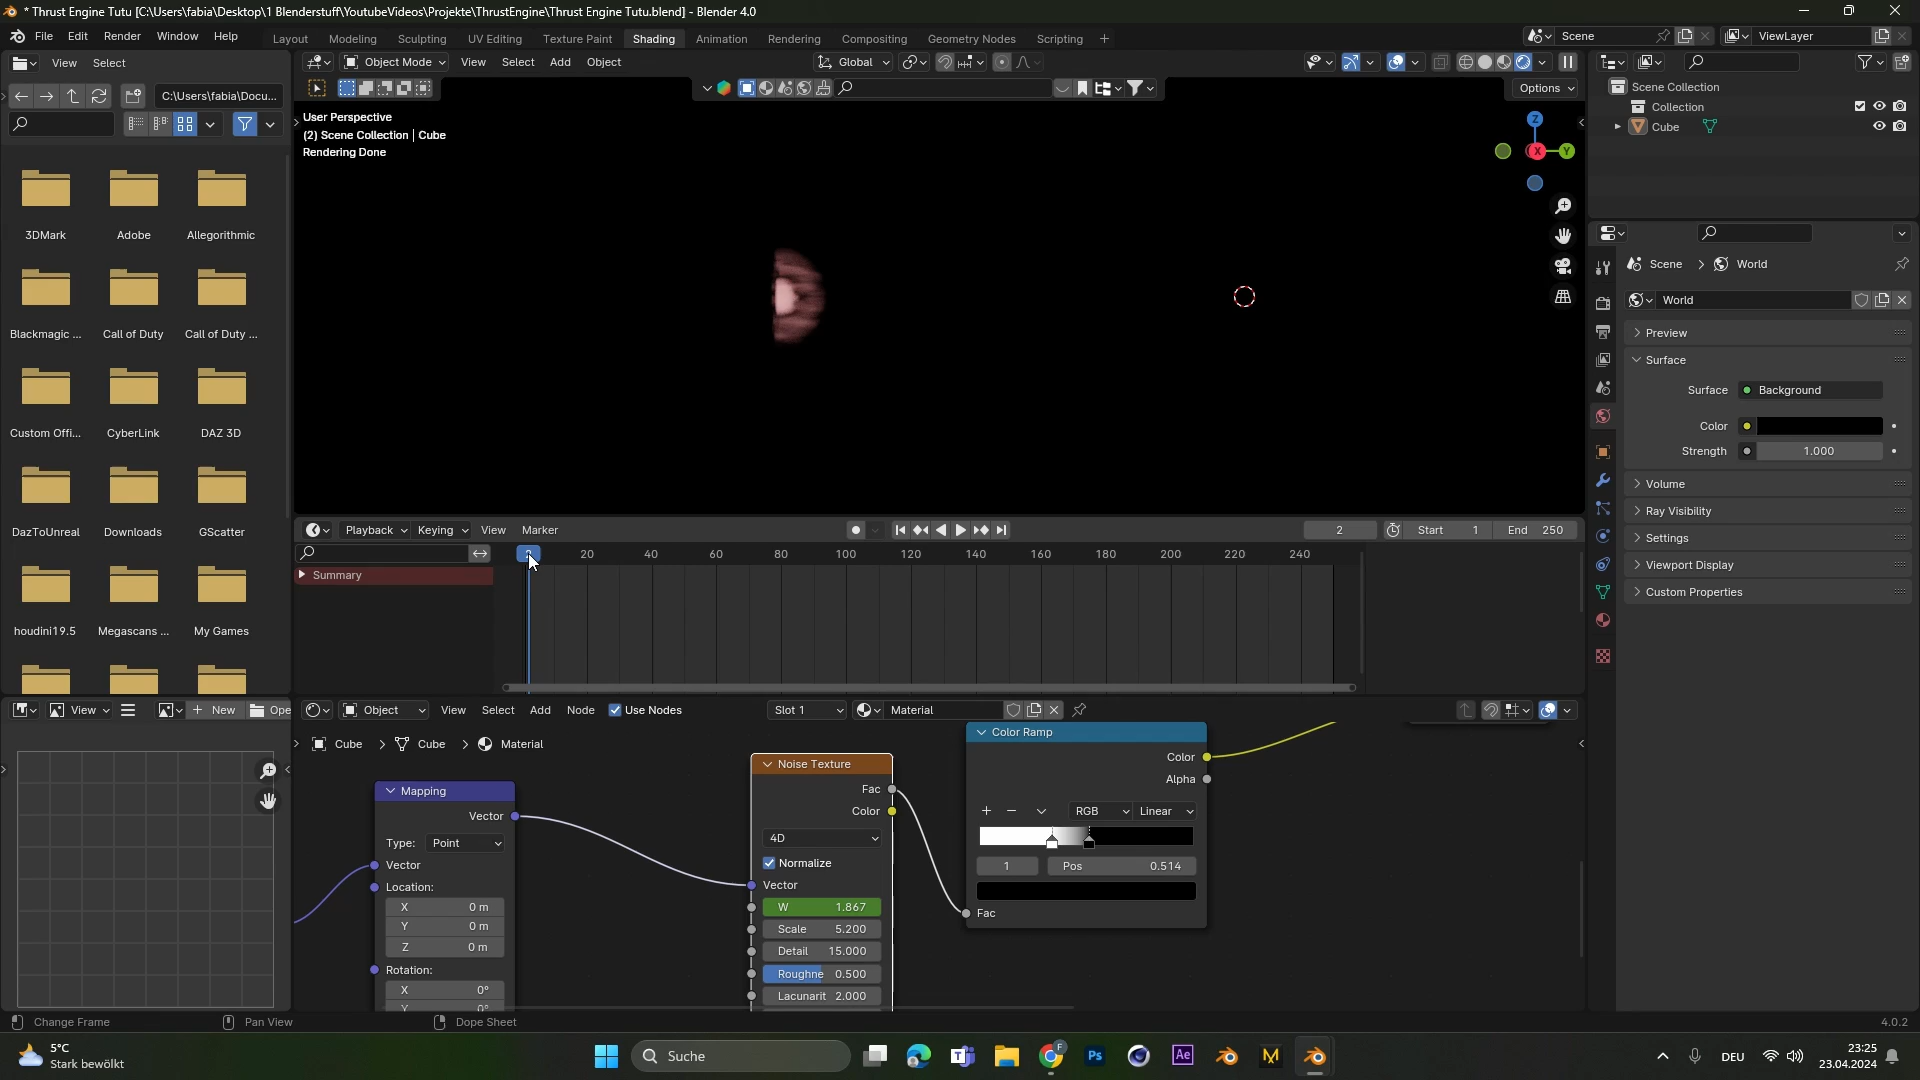 * Thrust Engine Tutu [C:\Users\fabia\Desktop\1 Blenderstuff\YoutubeVideos\Projekte\ThrustEngine\Thrust Engine Tutu.blend] - Blender 4.0
File Edit Render Window Help Layout Modeling Sculpting UV Editing Texture Paint Shading Animation Rendering Compositing Geometry Nodes Scripting + Scene ViewLayer
View Select Object Mode View Select Add Object Global
C:\Users\fabia\Docu... Options
User Perspective
(2) Scene Collection | Cube
Rendering Done
Z
X
Y
3DMark Adobe Allegorithmic
Blackmagic ... Call of Duty Call of Duty ...
Custom Offi... CyberLink DAZ 3D
DazToUnreal Downloads GScatter
houdini19.5 Megascans ... My Games
Scene Collection
Collection
Cube
Scene > World
World
Preview
Surface
Surface Background
Color
Strength 1.000
Volume
Ray Visibility
Settings
Viewport Display
Custom Properties
Playback Keying View Marker 2 Start 1 End 250
2 20 40 60 80 100 120 140 160 180 200 220 240
Summary
View New Ope Object View Select Add Node Use Nodes Slot 1 Material
Cube > Cube > Material
Mapping
Vector
Type: Point
Vector
Location:
X 0 m
Y 0 m
Z 0 m
Rotation:
X 0°
Y 0°
Noise Texture
Fac
Color
4D
Normalize
Vector
W 1.867
Scale 5.200
Detail 15.000
Roughne 0.500
Lacunarit 2.000
Color Ramp
Color
Alpha
RGB Linear
1 Pos 0.514
Fac
Change Frame Pan View Dope Sheet 4.0.2
5°C
Stark bewölkt
Suche
Ps
Ae
M
DEU
23:25
23.04.2024